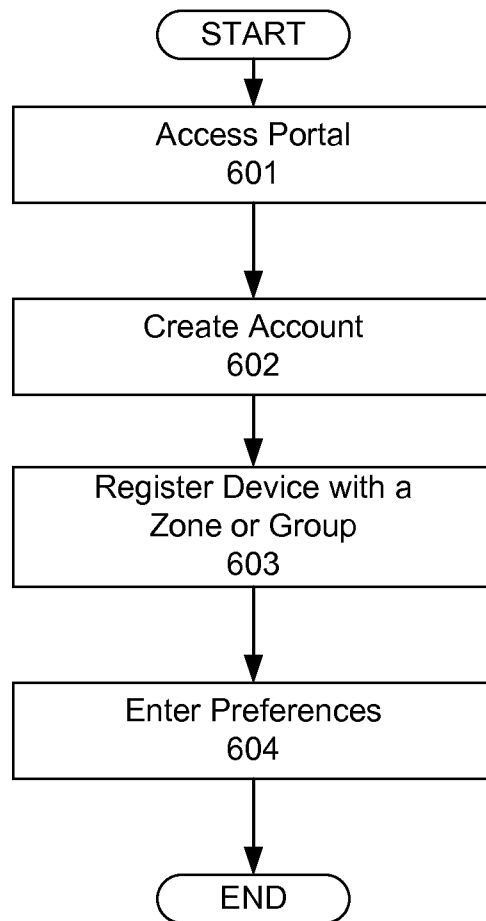 START
Access Portal
601
Create Account
602
Register Device with a
Zone or Group
603
Enter Preferences
604
END